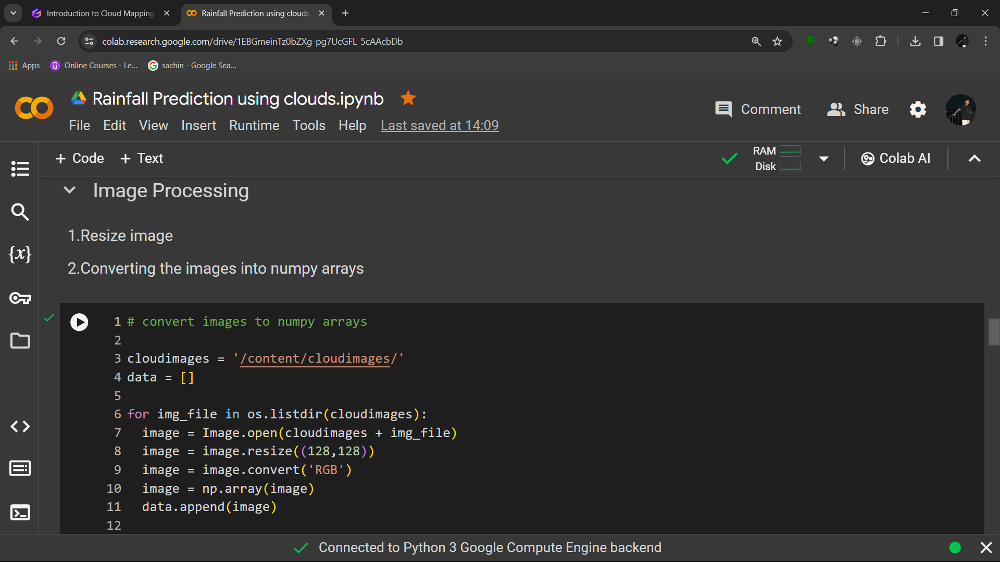 Introduction to Cloud Mapping
Rainfall Prediction using clouds.
colab.research.google.com/drive/1EBGmeinTz0bZXg-pg7UcGFL_5cAAcbDb
Apps
Online Courses - Le...
sachin - Google Sea...
Rainfall Prediction using clouds.ipynb
Comment
Share
File Edit View Insert Runtime Tools Help Last saved at 14:09
+ Code + Text
RAM
Disk
Colab AI
Image Processing
1.Resize image
2.Converting the images into numpy arrays
{x}
1 # convert images to numpy arrays
2
3 cloudimages = '/content/cloudimages/'
4 data = []
5
6 for img_file in os.listdir(cloudimages):
7   image = Image.open(cloudimages + img_file)
8   image = image.resize((128,128))
9   image = image.convert('RGB')
10   image = np.array(image)
11   data.append(image)
12
Connected to Python 3 Google Compute Engine backend